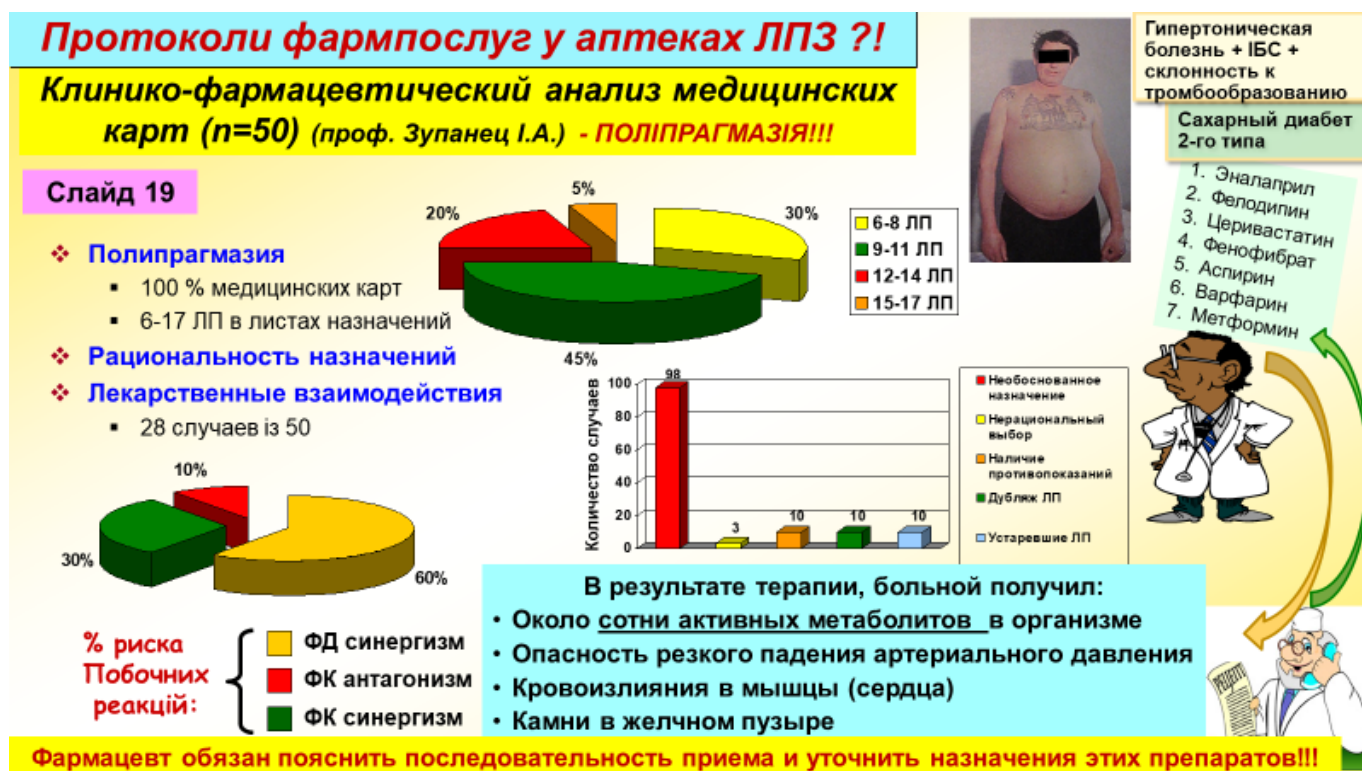 Протоколи фармпослуг у аптеках ЛПЗ ?!
Клинико-фармацевтический анализ медицинских
карт (n=50) (проф. Зупанец І.А.) - ПОЛІПРАГМАЗІЯ!!!
Гипертоническая
болезнь + ІБС +
склонность к
тромбообразованию
Сахарный диабет
2-го типа
1. Эналаприл
2. Фелодипин
3. Церивастатин
4. Фенофибрат
5. Аспирин
6. Варфарин
7. Метформин
Слайд 19
❖ Полипрагмазия
▪ 100 % медицинских карт
▪ 6-17 ЛП в листах назначений
❖ Рациональность назначений
❖ Лекарственные взаимодействия
▪ 28 случаев із 50
5%
20%
30%
45%
6-8 ЛП
9-11 ЛП
12-14 ЛП
15-17 ЛП
Количество случаев
100
80
60
40
20
0
98
3
10
10
10
Необоснованное
назначение
Нерациональный
выбор
Наличие
противопоказаний
Дубляж ЛП
Устаревшие ЛП
10%
30%
60%
% риска
Побочних
реакцій:
ФД синергизм
ФК антагонизм
ФК синергизм
В результате терапии, больной получил:
• Около сотни активных метаболитов в организме
• Опасность резкого падения артериального давления
• Кровоизлияния в мышцы (сердца)
• Камни в желчном пузыре
РЕЦЕПТ
Фармацевт обязан пояснить последовательность приема и уточнить назначения этих препаратов!!!